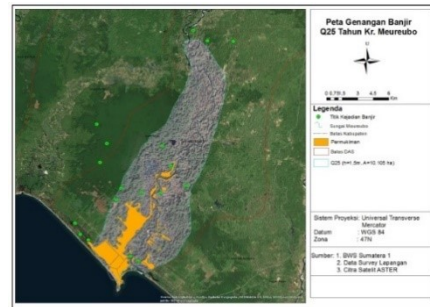 Peta Genangan Banjir
Q25 Tahun Kr. Meureubo
U
Km
Legenda
Titik Kejadian Banjir
Sungai Meureubo
Batas Kabupaten
Permukiman
Batas DAS
Sistem Proyeksi: Universal Transverse
Mercator
Datum : WGS 84
Zona : 47N
Sumber: 1. BWS Sumatera 1
2. Data Survey Lapangan
3. Citra Satelit ASTER